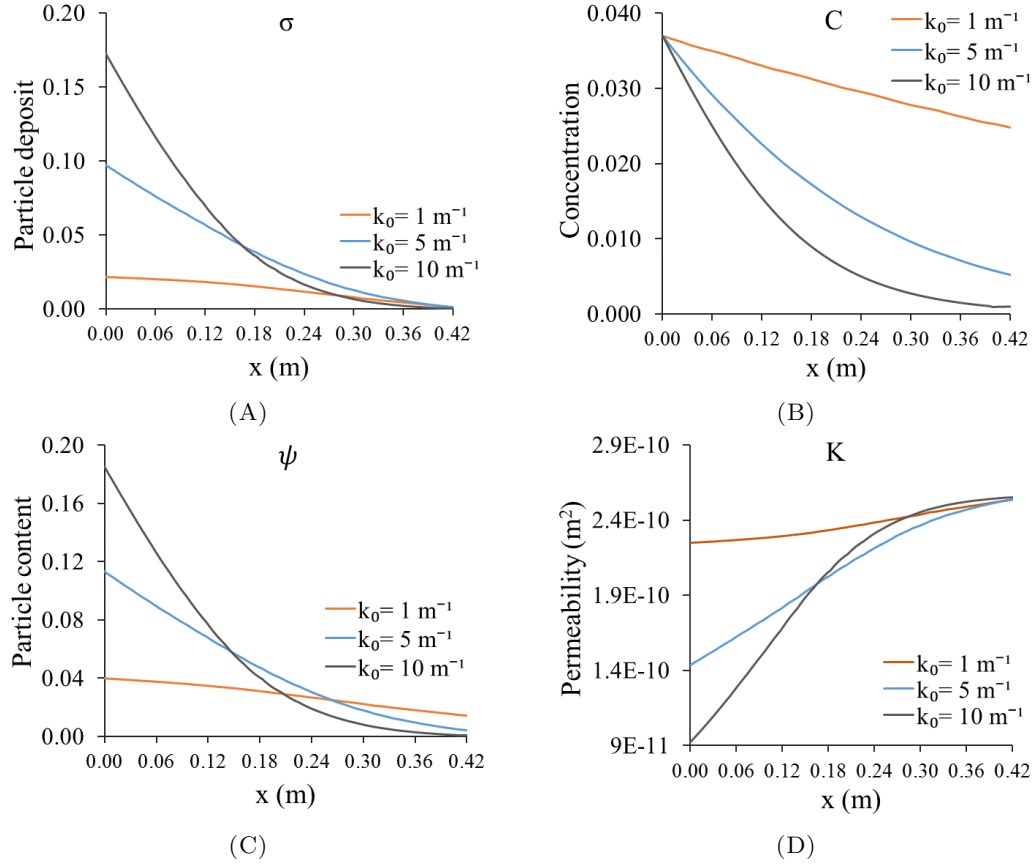 σ
Particle deposit
0.20
0.15
0.10
0.05
0.00
k₀= 1 m⁻¹
k₀= 5 m⁻¹
k₀= 10 m⁻¹
0.00 0.06 0.12 0.18 0.24 0.30 0.36 0.42
x (m)
(A)
C
Concentration
0.040
0.030
0.020
0.010
0.000
k₀= 1 m⁻¹
k₀= 5 m⁻¹
k₀= 10 m⁻¹
0.00 0.06 0.12 0.18 0.24 0.30 0.36 0.42
x (m)
(B)
ψ
Particle content
0.20
0.16
0.12
0.08
0.04
0.00
k₀= 1 m⁻¹
k₀= 5 m⁻¹
k₀= 10 m⁻¹
0.00 0.06 0.12 0.18 0.24 0.30 0.36 0.42
x (m)
(C)
K
Permeability (m²)
2.9E-10
2.4E-10
1.9E-10
1.4E-10
9E-11
k₀= 1 m⁻¹
k₀= 5 m⁻¹
k₀= 10 m⁻¹
0.00 0.06 0.12 0.18 0.24 0.30 0.36 0.42
x (m)
(D)